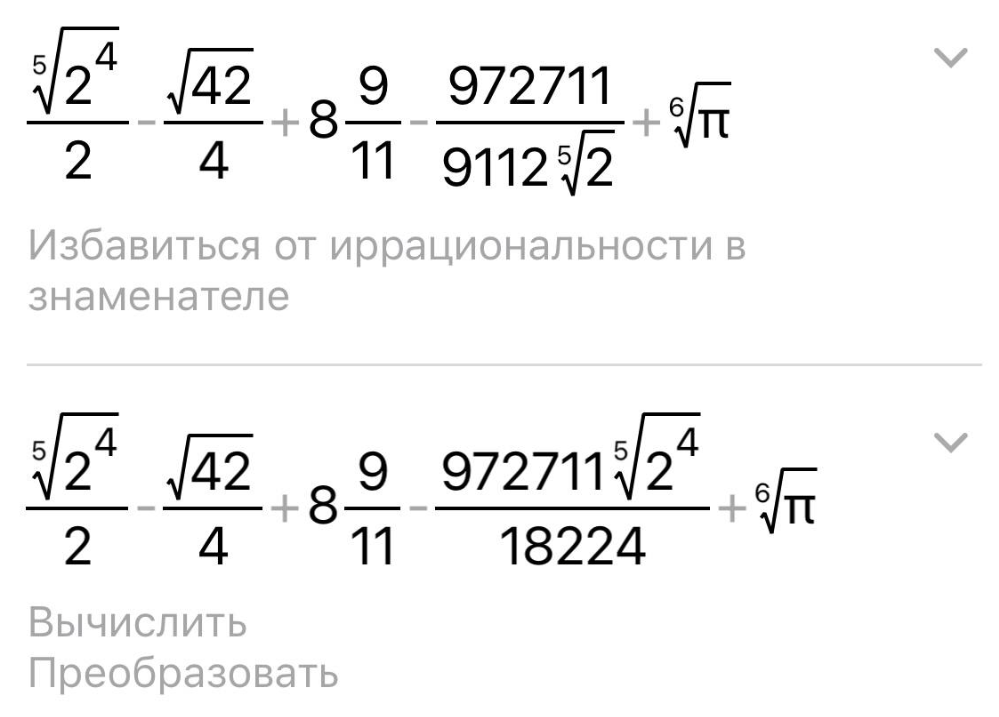 ⁵√2⁴/2 - √42/4 + 8 9/11 - 972711/9112 ⁵√2 + ⁶√π
Избавиться от иррациональности в
знаменателе
⁵√2⁴/2 - √42/4 + 8 9/11 - 972711 ⁵√2⁴/18224 + ⁶√π
Вычислить
Преобразовать